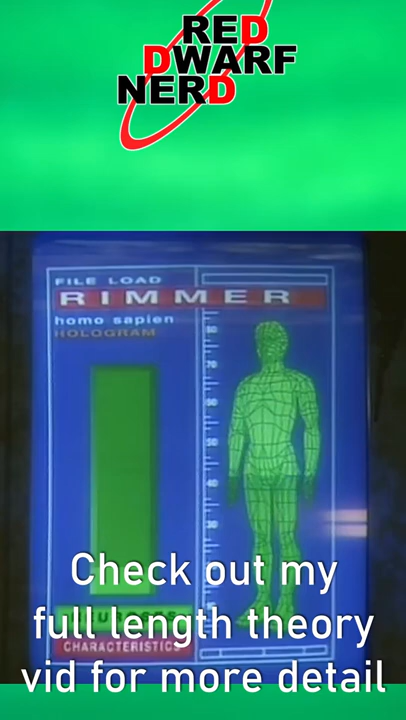 RED
DWARF
NERD
FILE LOAD
RIMMER
homo sapien
HOLOGRAM
80
70
60
50
40
30
Check out my
full length theory
CHARACTERISTICS
vid for more detail